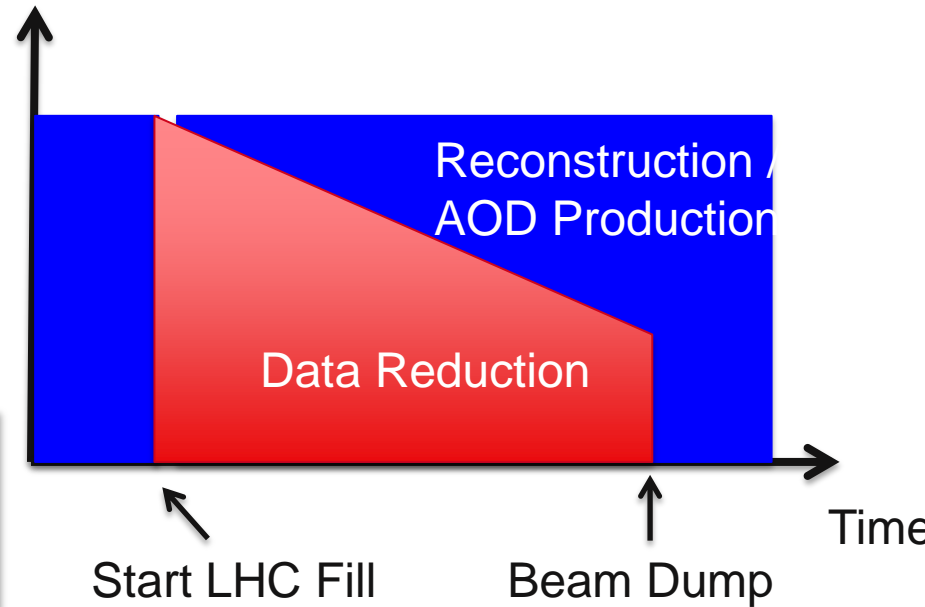 Reconstruction /
AOD Production
Data Reduction
Time
Start LHC Fill
Beam Dump